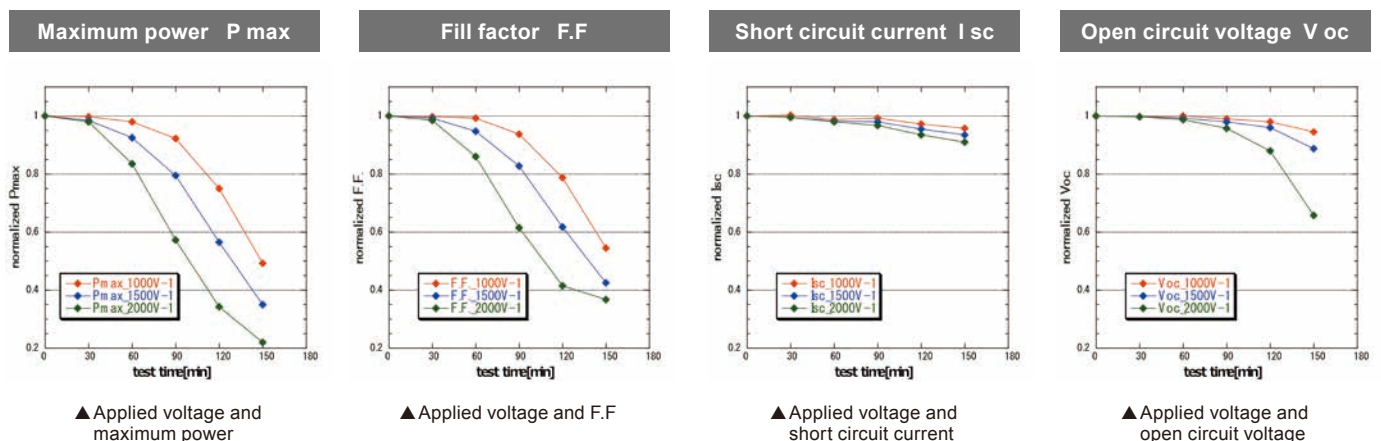 Maximum power P max
normalized Pmax
1
0.8
0.6
0.4
0.2
Pmax_1000V-1
Pmax_1500V-1
Pmax_2000V-1
0 30 60 90 120 150 180
test time[min]
▲Applied voltage and
maximum power
Fill factor F.F
normalized F.F.
1
0.8
0.6
0.4
0.2
F.F._1000V-1
F.F._1500V-1
F.F._2000V-1
0 30 60 90 120 150 180
test time[min]
▲Applied voltage and F.F
Short circuit current I sc
normalized Isc
1
0.8
0.6
0.4
0.2
Isc_1000V-1
Isc_1500V-1
Isc_2000V-1
0 30 60 90 120 150 180
test time[min]
▲Applied voltage and
short circuit current
Open circuit voltage V oc
normalized Voc
1
0.8
0.6
0.4
0.2
Voc_1000V-1
Voc_1500V-1
Voc_2000V-1
0 30 60 90 120 150 180
test time[min]
▲Applied voltage and
open circuit voltage